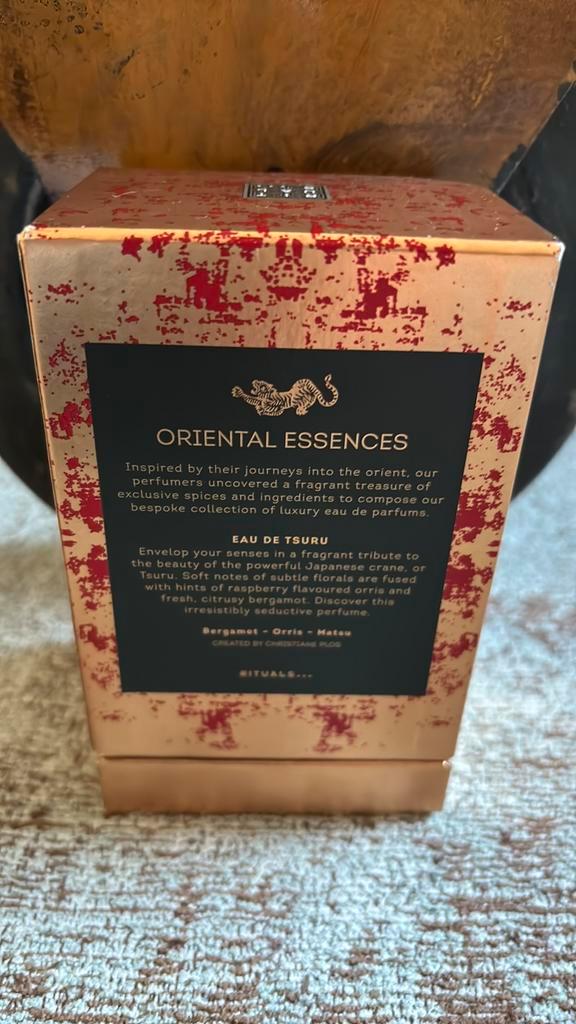 ORIENTAL ESSENCES
Inspired by their journeys into the orient, our
perfumers uncovered a fragrant treasure of
exclusive spices and ingredients to compose our
bespoke collection of luxury eau de parfums.
EAU DE TSURU
Envelop your senses in a fragrant tribute to
the beauty of the powerful Japanese crane, or
Tsuru. Soft notes of subtle florals are fused
with hints of raspberry flavoured orris and
fresh, citrusy bergamot. Discover this
irresistibly seductive perfume.
Bergamot - Orris - Matsu
CREATED BY CHRISTIANE PLOS
RITUALS...